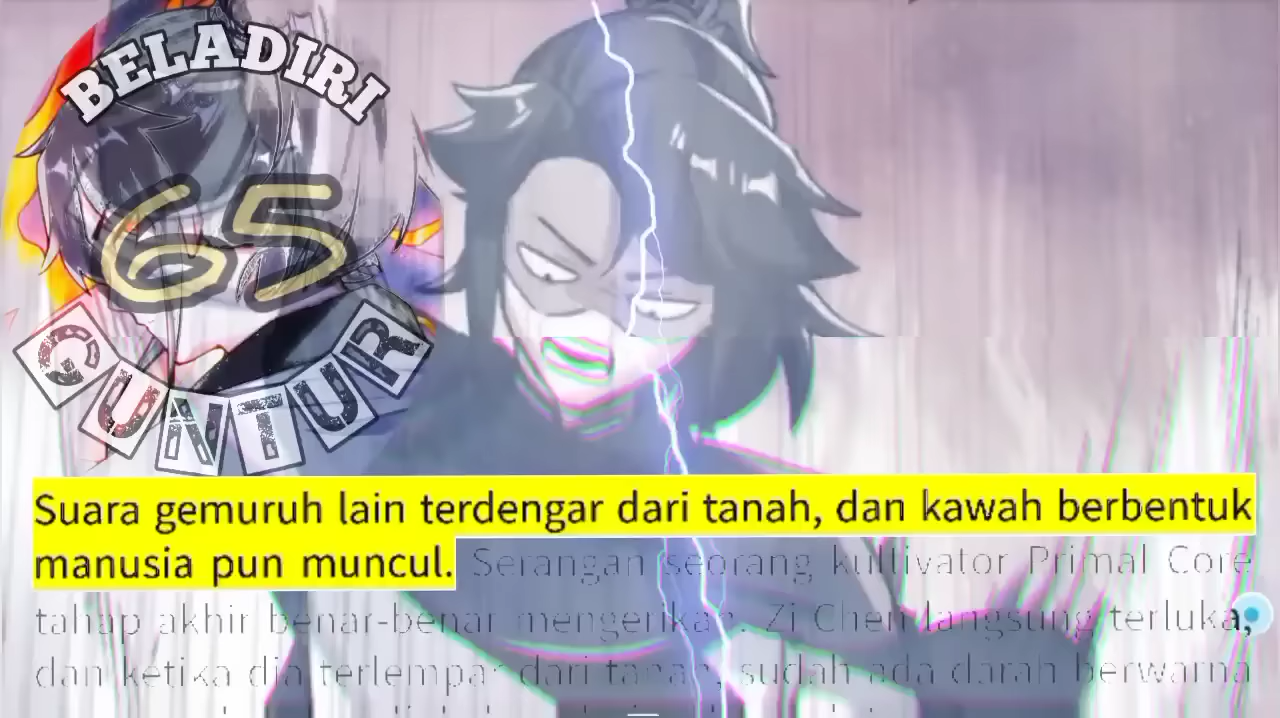 BELADIRI
65
GUNTUR
Suara gemuruh lain terdengar dari tanah, dan kawah berbentuk
manusia pun muncul. Serangan seorang kultivator Primal Core
tahap akhir benar-benar mengerikan. Zi Chen langsung terluka,
dan ketika dia terlempar dari tanah, sudah ada darah berwarna